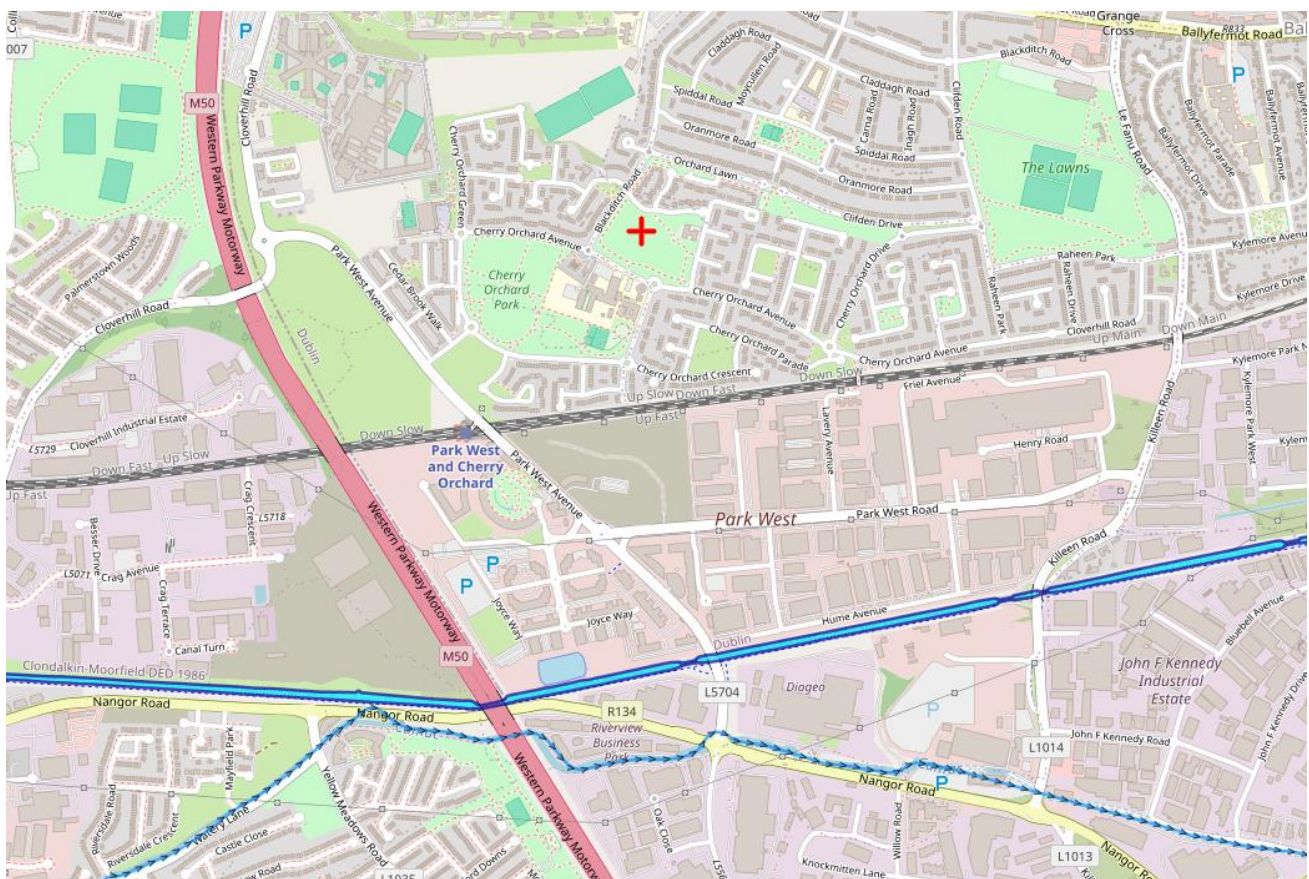 Grange
Cross
R833
Ballyfermot Road
007
P
Cloverhill Road
M50
Western Parkway Motorway
Claddagh Road
Moycullen Road
Spiddal Road
Claddagh Road
Carna Road
Inagh Road
Clifden Road
Blackditch Road
Le Fanu Road
P
Ballyfermot Parade
Ballyfermot Avenue
Ballyfermot Drive
Oranmore Road
Spiddal Road
Orchard Lawn
Oranmore Road
The Lawns
Cherry Orchard Green
Blackditch Road
Clifden Drive
Cherry Orchard Avenue
Kylemore Avenue
Palmerstown Woods
Park West Avenue
Cedar Brook Walk
Cherry
Orchard
Park
Cherry Orchard Drive
Raheen Park
Raheen Park
Raheen Drive
Kylemore Drive
Cloverhill Road
Dublin
Cherry Orchard Avenue
Cherry Orchard Parade
Cloverhill Road
Up Main
Down Main
Cherry Orchard Avenue
Cherry Orchard Crescent
Down Slow
Up Slow
Down Fast
Up Fast
Friel Avenue
Kylemore Park N
Kylemore Park West
Killeen Road
Lavery Avenue
Henry Road
L5729
Cloverhill Industrial Estate
Down Slow
Down Fast
Up Slow
Up Fast
Park West
and Cherry
Orchard
Park West Avenue
Crag Crescent
L5718
Besser Drive
L5071
Crag Avenue
Crag Terrace
Canal Turn
Western Parkway Motorway
P
P
Park West
Park West Road
Killeen Road
Joyce Way
Joyce Way
Hume Avenue
Dublin
M50
Clondalkin-Moorfield DED 1986
Nangor Road
Nangor Road
R134
L5704
Diageo
P
Riverview
Business
Park
John F Kennedy
Industrial
Estate
Bluebell Avenue
John F Kennedy Drive
John F Kennedy Road
L1014
P
Nangor Road
Mayfield Park
Riversdale Road
Riversdale Crescent
Watery Lane
Castle Close
Yellow Meadows Road
Western Parkway Motorway
Oak Close
Willow Road
Knockmitten Lane
L1035
L1013